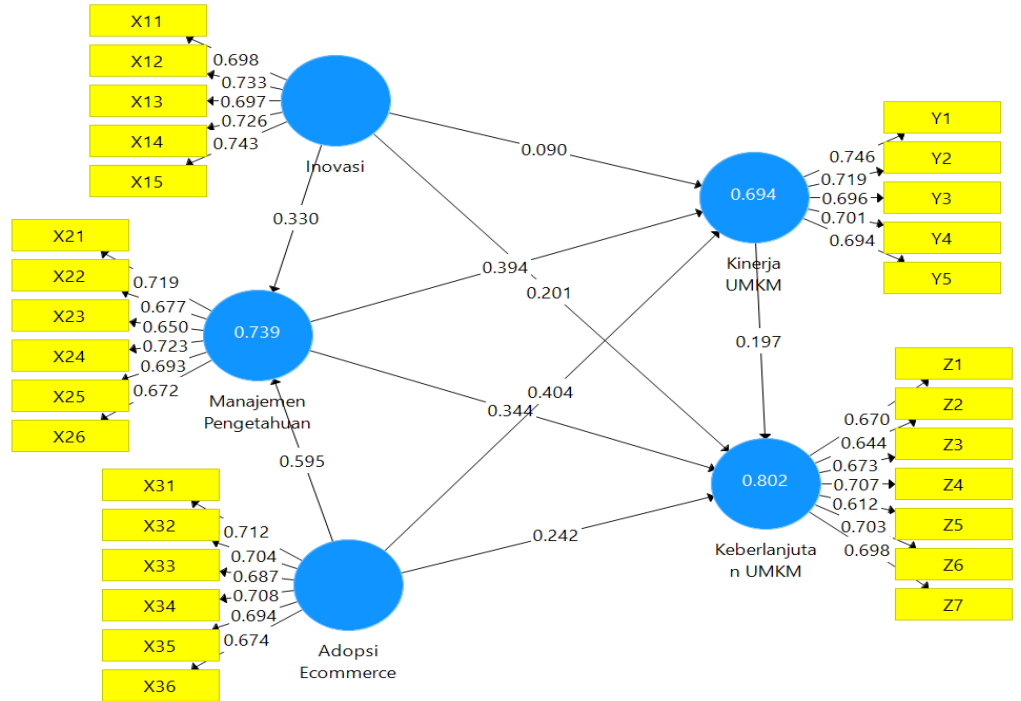 X11
X12
X13
X14
X15
0.698
0.733
0.697
0.726
0.743
Inovasi
0.330
0.090
0.201
X21
X22
X23
X24
X25
X26
0.719
0.677
0.650
0.723
0.693
0.672
0.739
Manajemen
Pengetahuan
0.394
0.344
0.595
X31
X32
X33
X34
X35
X36
0.712
0.704
0.687
0.708
0.694
0.674
Adopsi
Ecommerce
0.404
0.242
0.694
Kinerja
UMKM
0.197
0.746
0.719
0.696
0.701
0.694
Y1
Y2
Y3
Y4
Y5
0.802
Keberlanjuta
n UMKM
0.670
0.644
0.673
0.707
0.612
0.703
0.698
Z1
Z2
Z3
Z4
Z5
Z6
Z7